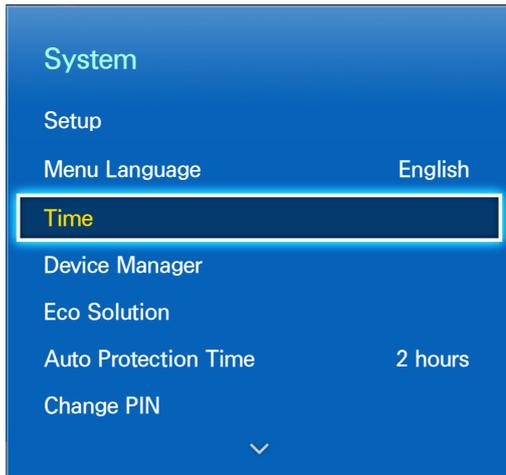 System
Setup
Menu Language English
Time
Device Manager
Eco Solution
Auto Protection Time 2 hours
Change PIN